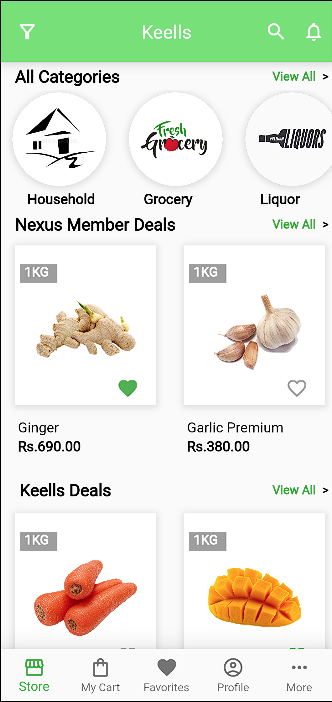 Keells
All Categories View All >
Fresh Grocery LIQUORS
Household Grocery Liquor
Nexus Member Deals View All >
1KG 1KG
Ginger Garlic Premium
Rs.690.00 Rs.380.00
Keells Deals View All >
1KG 1KG
Store My Cart Favorites Profile More